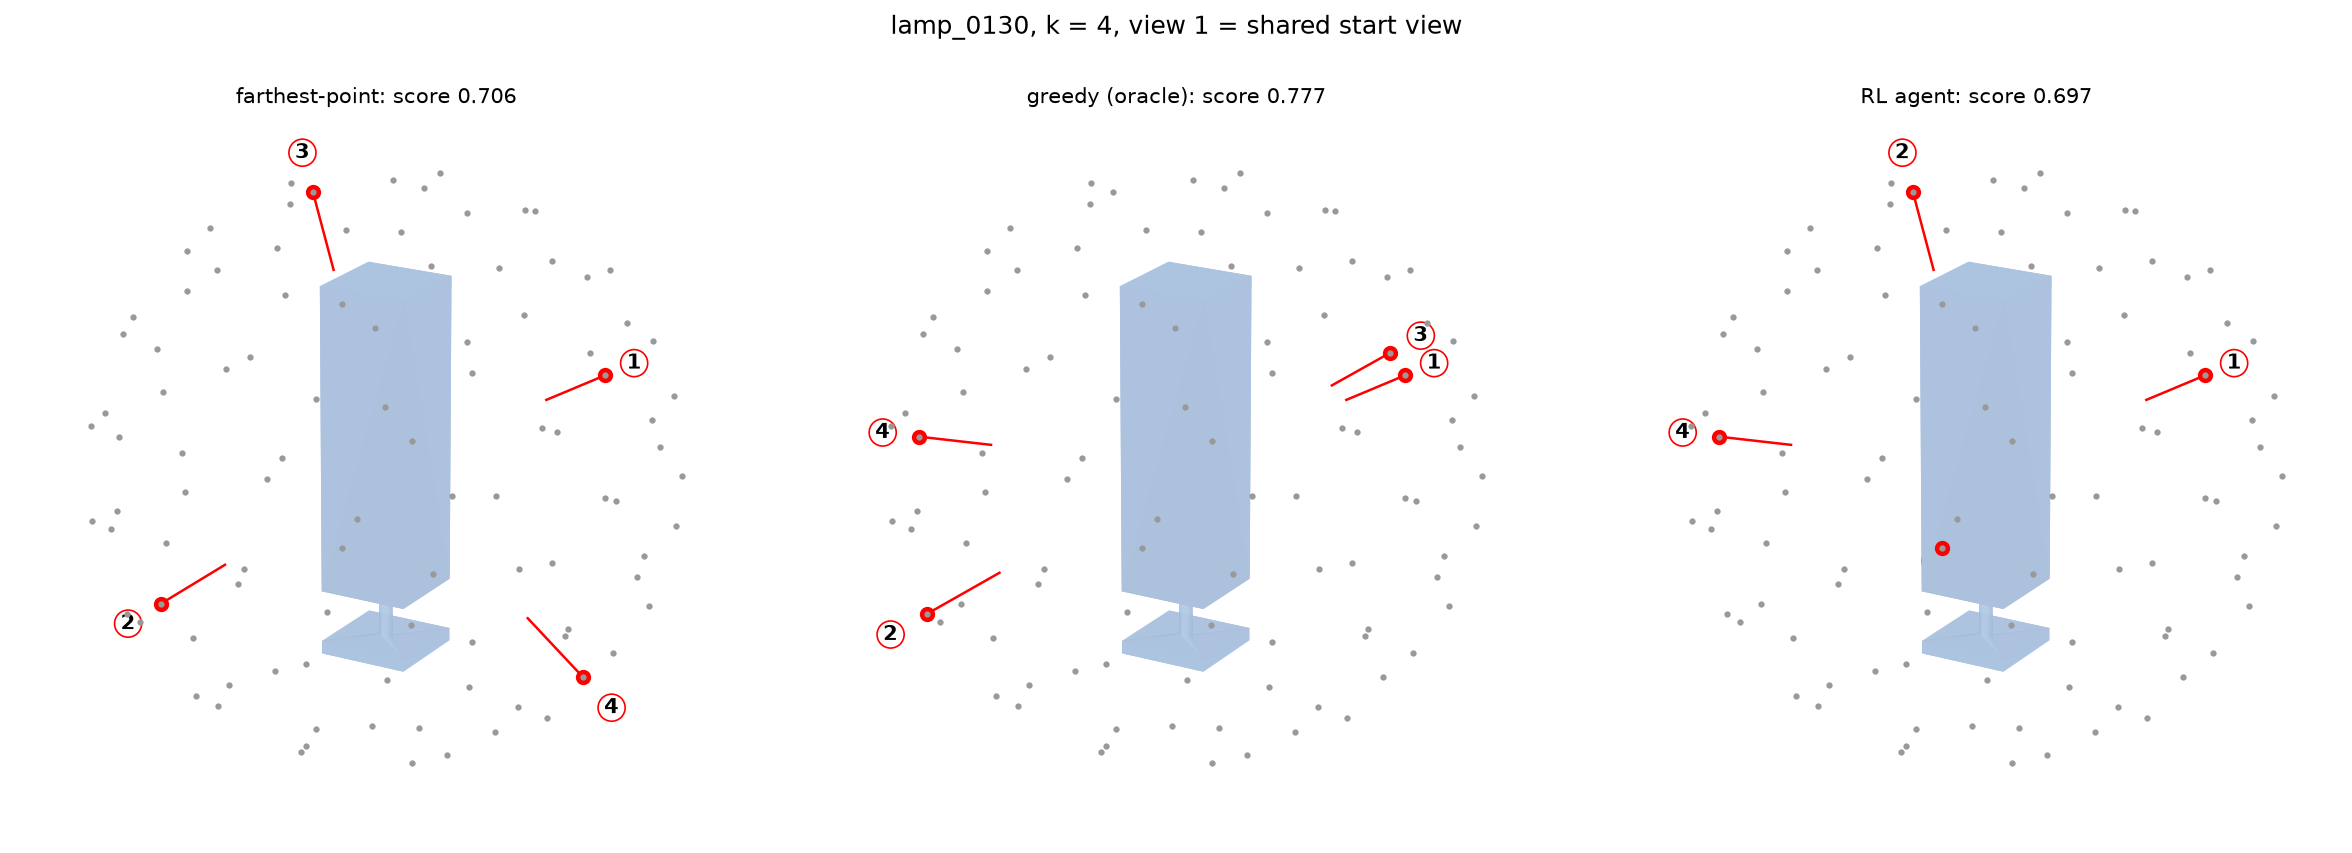 lamp_0130, k = 4, view 1 = shared start view
farthest-point: score 0.706
3
1
2
4
greedy (oracle): score 0.777
3
1
4
2
RL agent: score 0.697
2
1
4